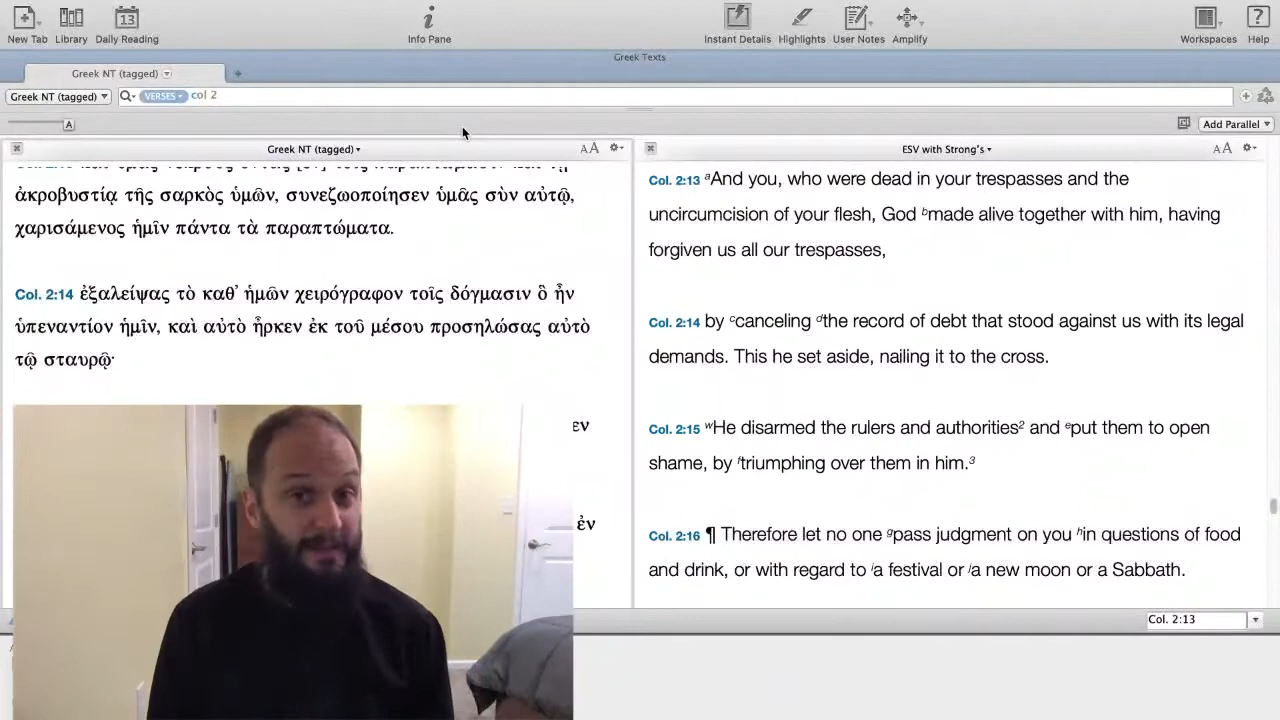 New Tab
Library
Daily Reading
13
Info Pane
Instant Details
Highlights
User Notes
Amplify
Workspaces
Help
Greek Texts
Greek NT (tagged)
Greek NT (tagged)
VERSES
col 2
A
Add Parallel
Greek NT (tagged)
AA
ESV with Strong's
AA
ἀκροβυστίᾳ τῆς σαρκὸς ὑμῶν, συνεζωοποίησεν ὑμᾶς σὺν αὐτῷ,
χαρισάμενος ἡμῖν πάντα τὰ παραπτώματα.
Col. 2:14 ἐξαλείψας τὸ καθ’ ἡμῶν χειρόγραφον τοῖς δόγμασιν ὃ ἦν
ὑπεναντίον ἡμῖν, καὶ αὐτὸ ἦρκεν ἐκ τοῦ μέσου προσηλώσας αὐτὸ
τῷ σταυρῷ·
εν
ἐν
Col. 2:13 aAnd you, who were dead in your trespasses and the
uncircumcision of your flesh, God bmade alive together with him, having
forgiven us all our trespasses,
Col. 2:14 by ccanceling dthe record of debt that stood against us with its legal
demands. This he set aside, nailing it to the cross.
Col. 2:15 wHe disarmed the rulers and authorities2 and eput them to open
shame, by ftriumphing over them in him.3
Col. 2:16 ¶ Therefore let no one gpass judgment on you hin questions of food
and drink, or with regard to ia festival or ja new moon or a Sabbath.
Col. 2:13